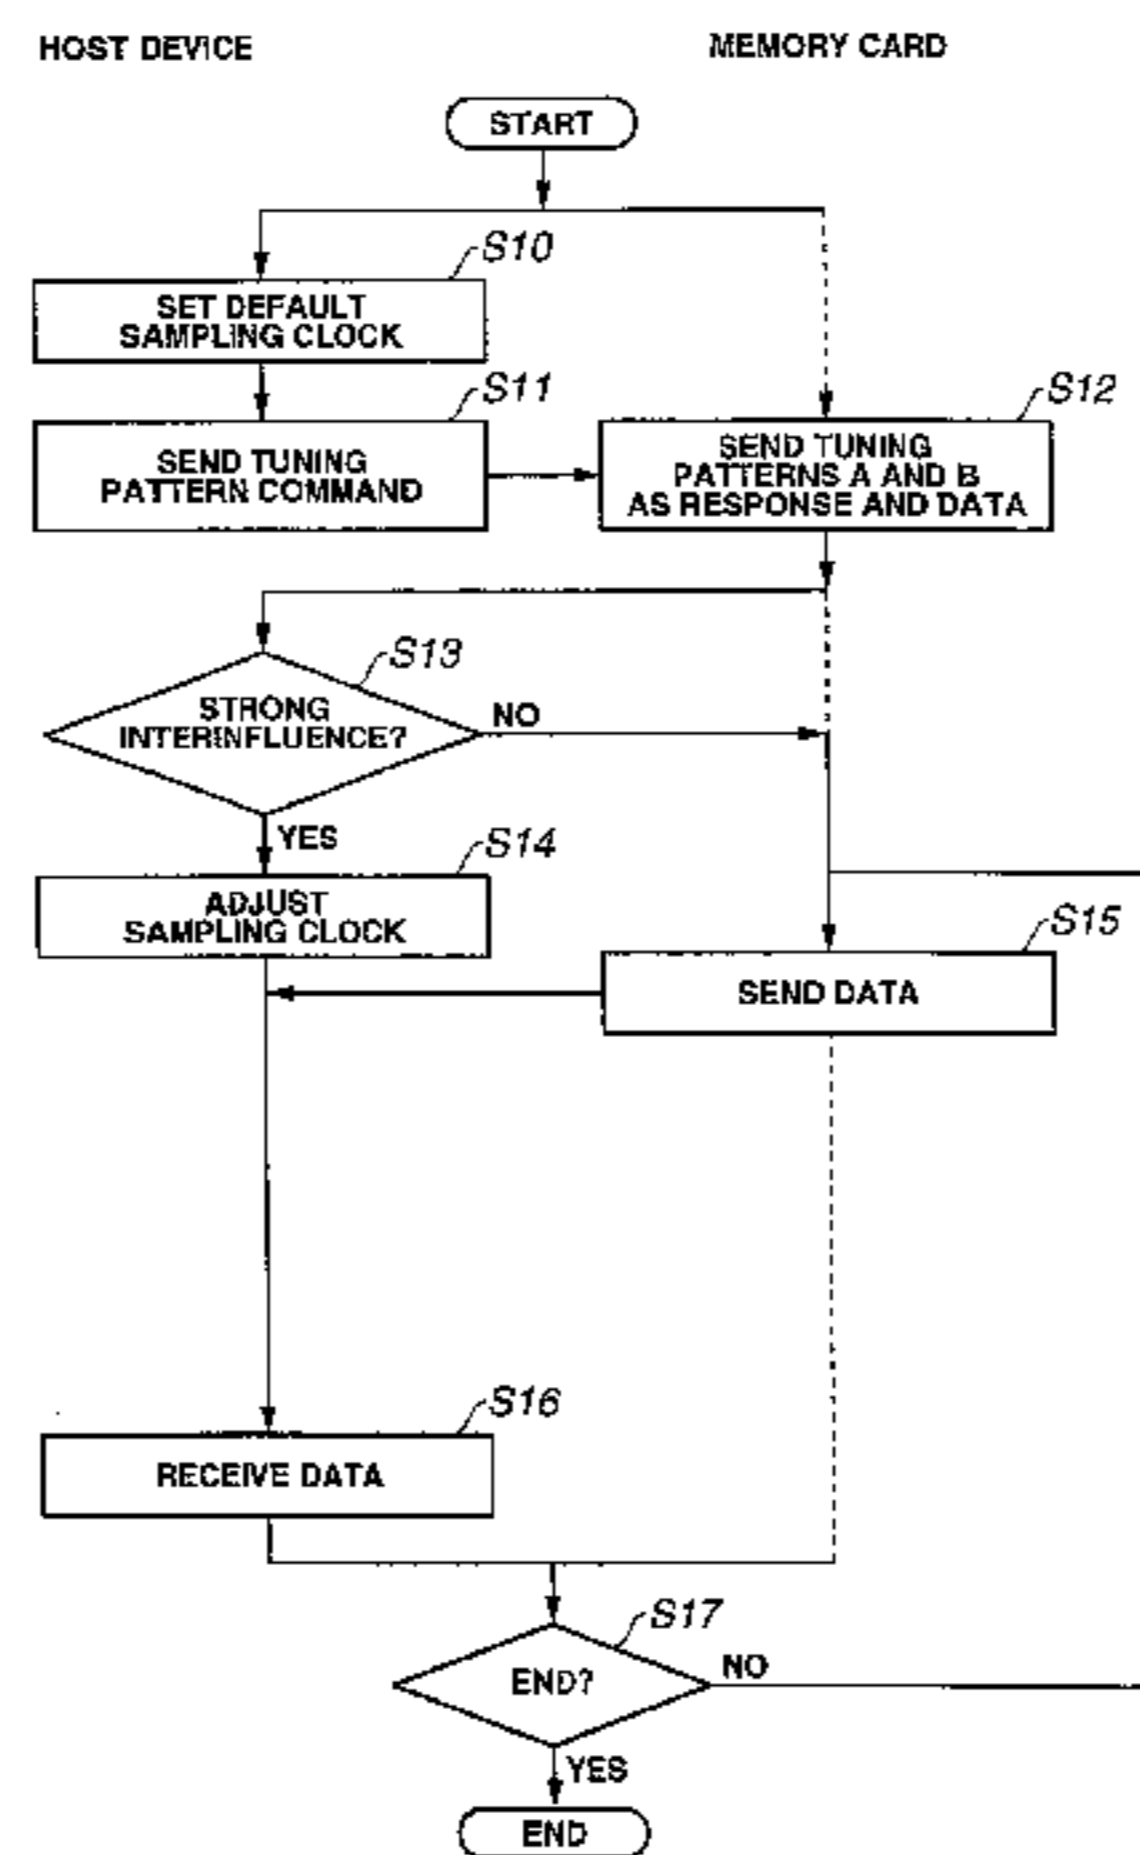 HOST DEVICE
MEMORY CARD
START
S10
SET DEFAULT
SAMPLING CLOCK
S11
SEND TUNING
PATTERN COMMAND
S12
SEND TUNING
PATTERNS A AND B
AS RESPONSE AND DATA
S13
STRONG
INTERINFLUENCE?
NO
YES
S14
ADJUST
SAMPLING CLOCK
S15
SEND DATA
S16
RECEIVE DATA
S17
END?
NO
YES
END